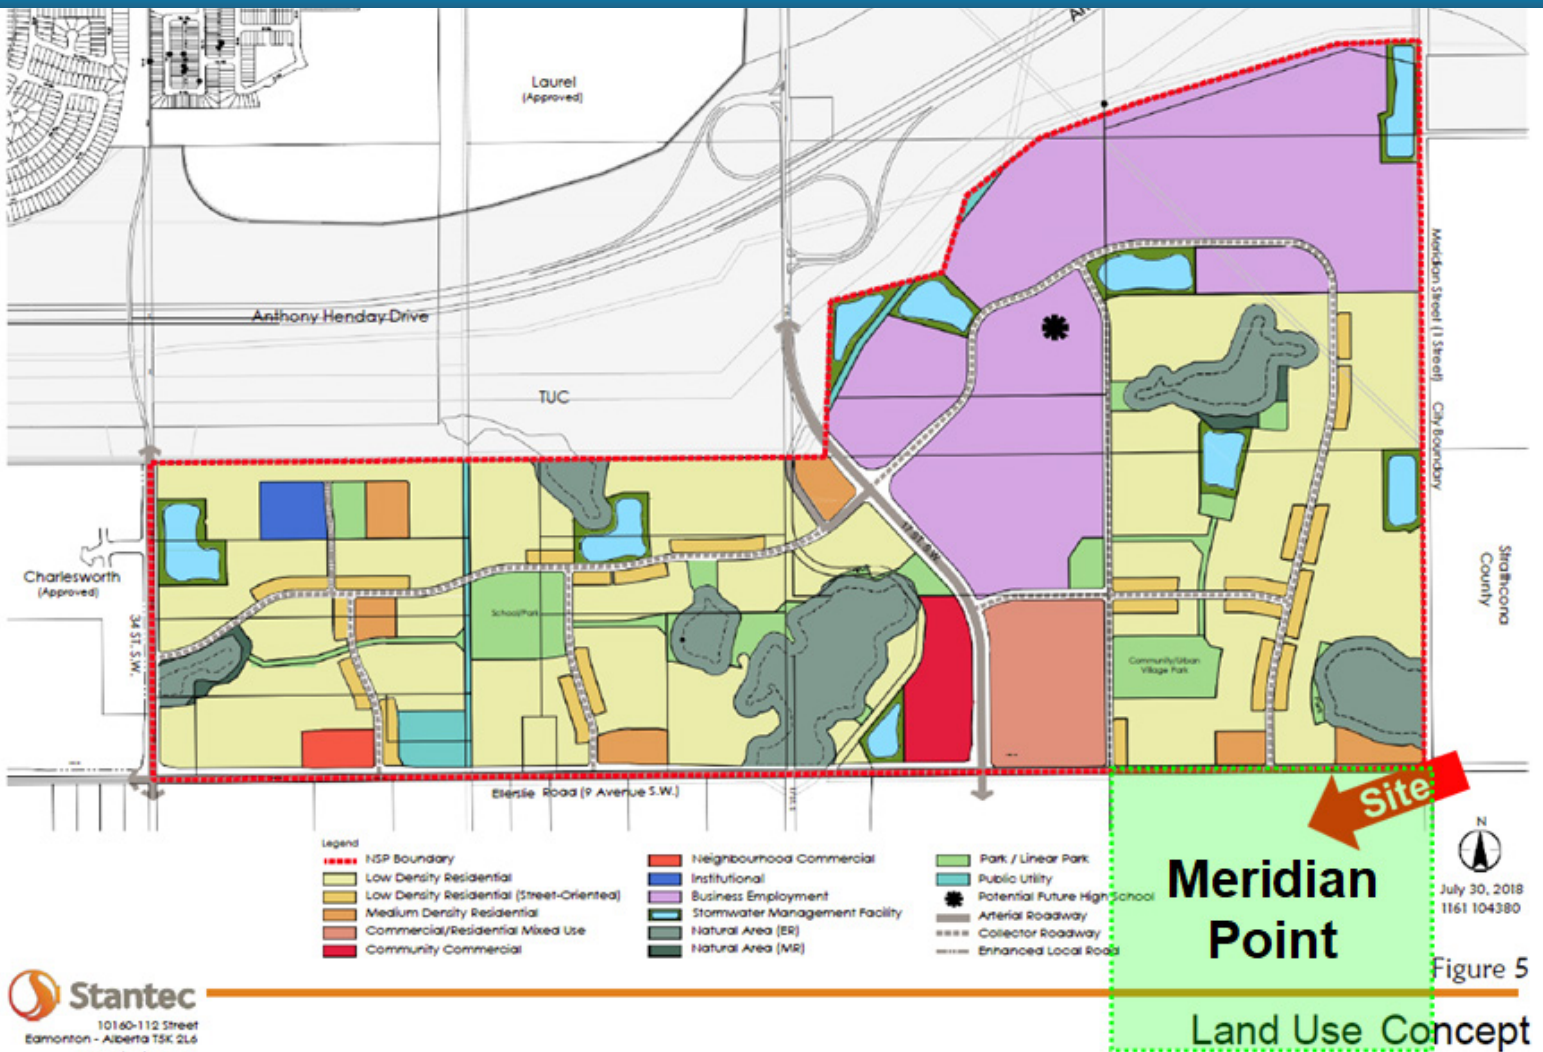 Laurel
(Approved)
Anthony Henday Drive
TUC
Meridian Street (1 Street) City Boundary
Charlesworth
(Approved)
34 ST. S.W.
17 ST. S.W.
School/Park
Community/Urban
Village Park
Strathcona
County
Ellerslie Road (9 Avenue S.W.)
Site
Meridian
Point
N
July 30, 2018
1161 104380
Legend
NSP Boundary
Low Density Residential
Low Density Residential (Street-Oriented)
Medium Density Residential
Commercial/Residential Mixed Use
Community Commercial
Neighbourhood Commercial
Institutional
Business Employment
Stormwater Management Facility
Natural Area (ER)
Natural Area (MR)
Park / Linear Park
Public Utility
Potential Future High School
Arterial Roadway
Collector Roadway
Enhanced Local Road
Figure 5
Stantec
10160-112 Street
Edmonton - Alberta T5K 2L6
Land Use Concept